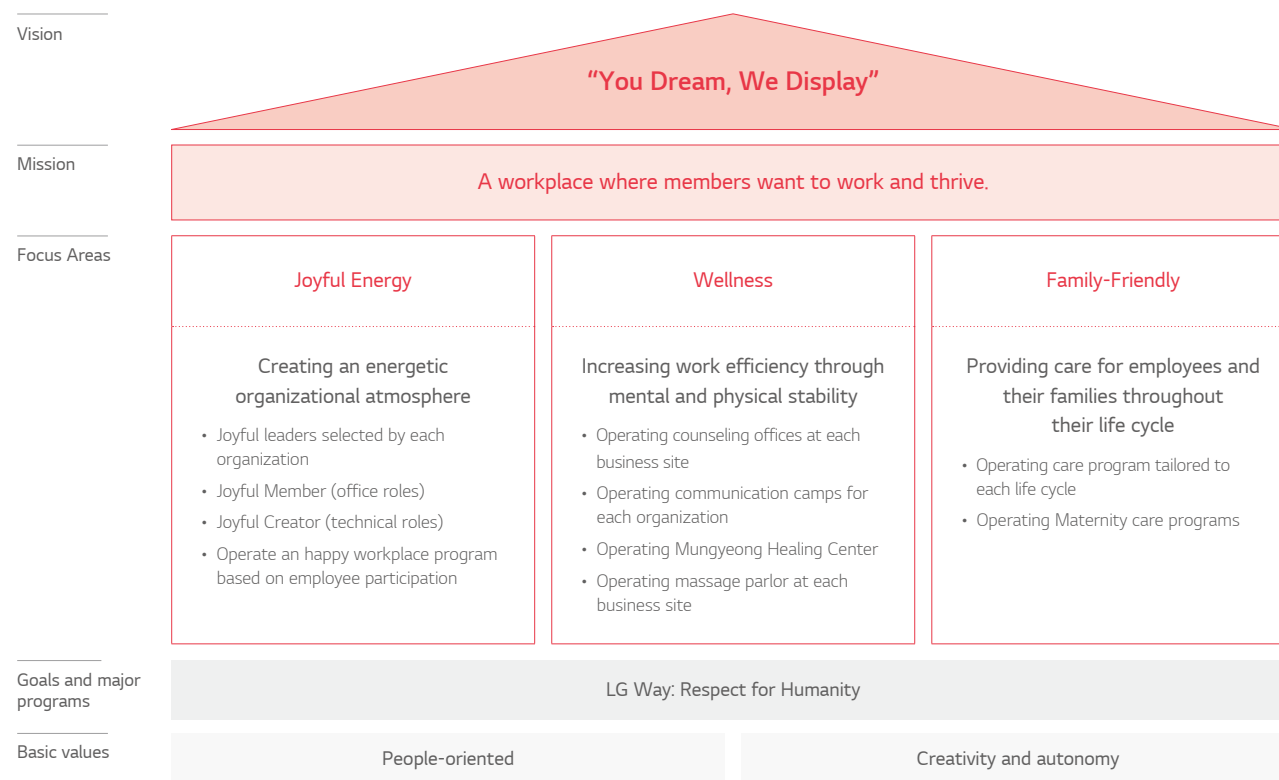 Vision
“You Dream, We Display”
Mission
A workplace where members want to work and thrive.
Focus Areas
Joyful Energy
Creating an energetic
organizational atmosphere
• Joyful leaders selected by each
organization
• Joyful Member (office roles)
• Joyful Creator (technical roles)
• Operate an happy workplace program
based on employee participation
Wellness
Increasing work efficiency through
mental and physical stability
• Operating counseling offices at each
business site
• Operating communication camps for
each organization
• Operating Mungyeong Healing Center
• Operating massage parlor at each
business site
Family-Friendly
Providing care for employees and
their families throughout
their life cycle
• Operating care program tailored to
each life cycle
• Operating Maternity care programs
Goals and major
programs
LG Way: Respect for Humanity
Basic values
People-oriented
Creativity and autonomy